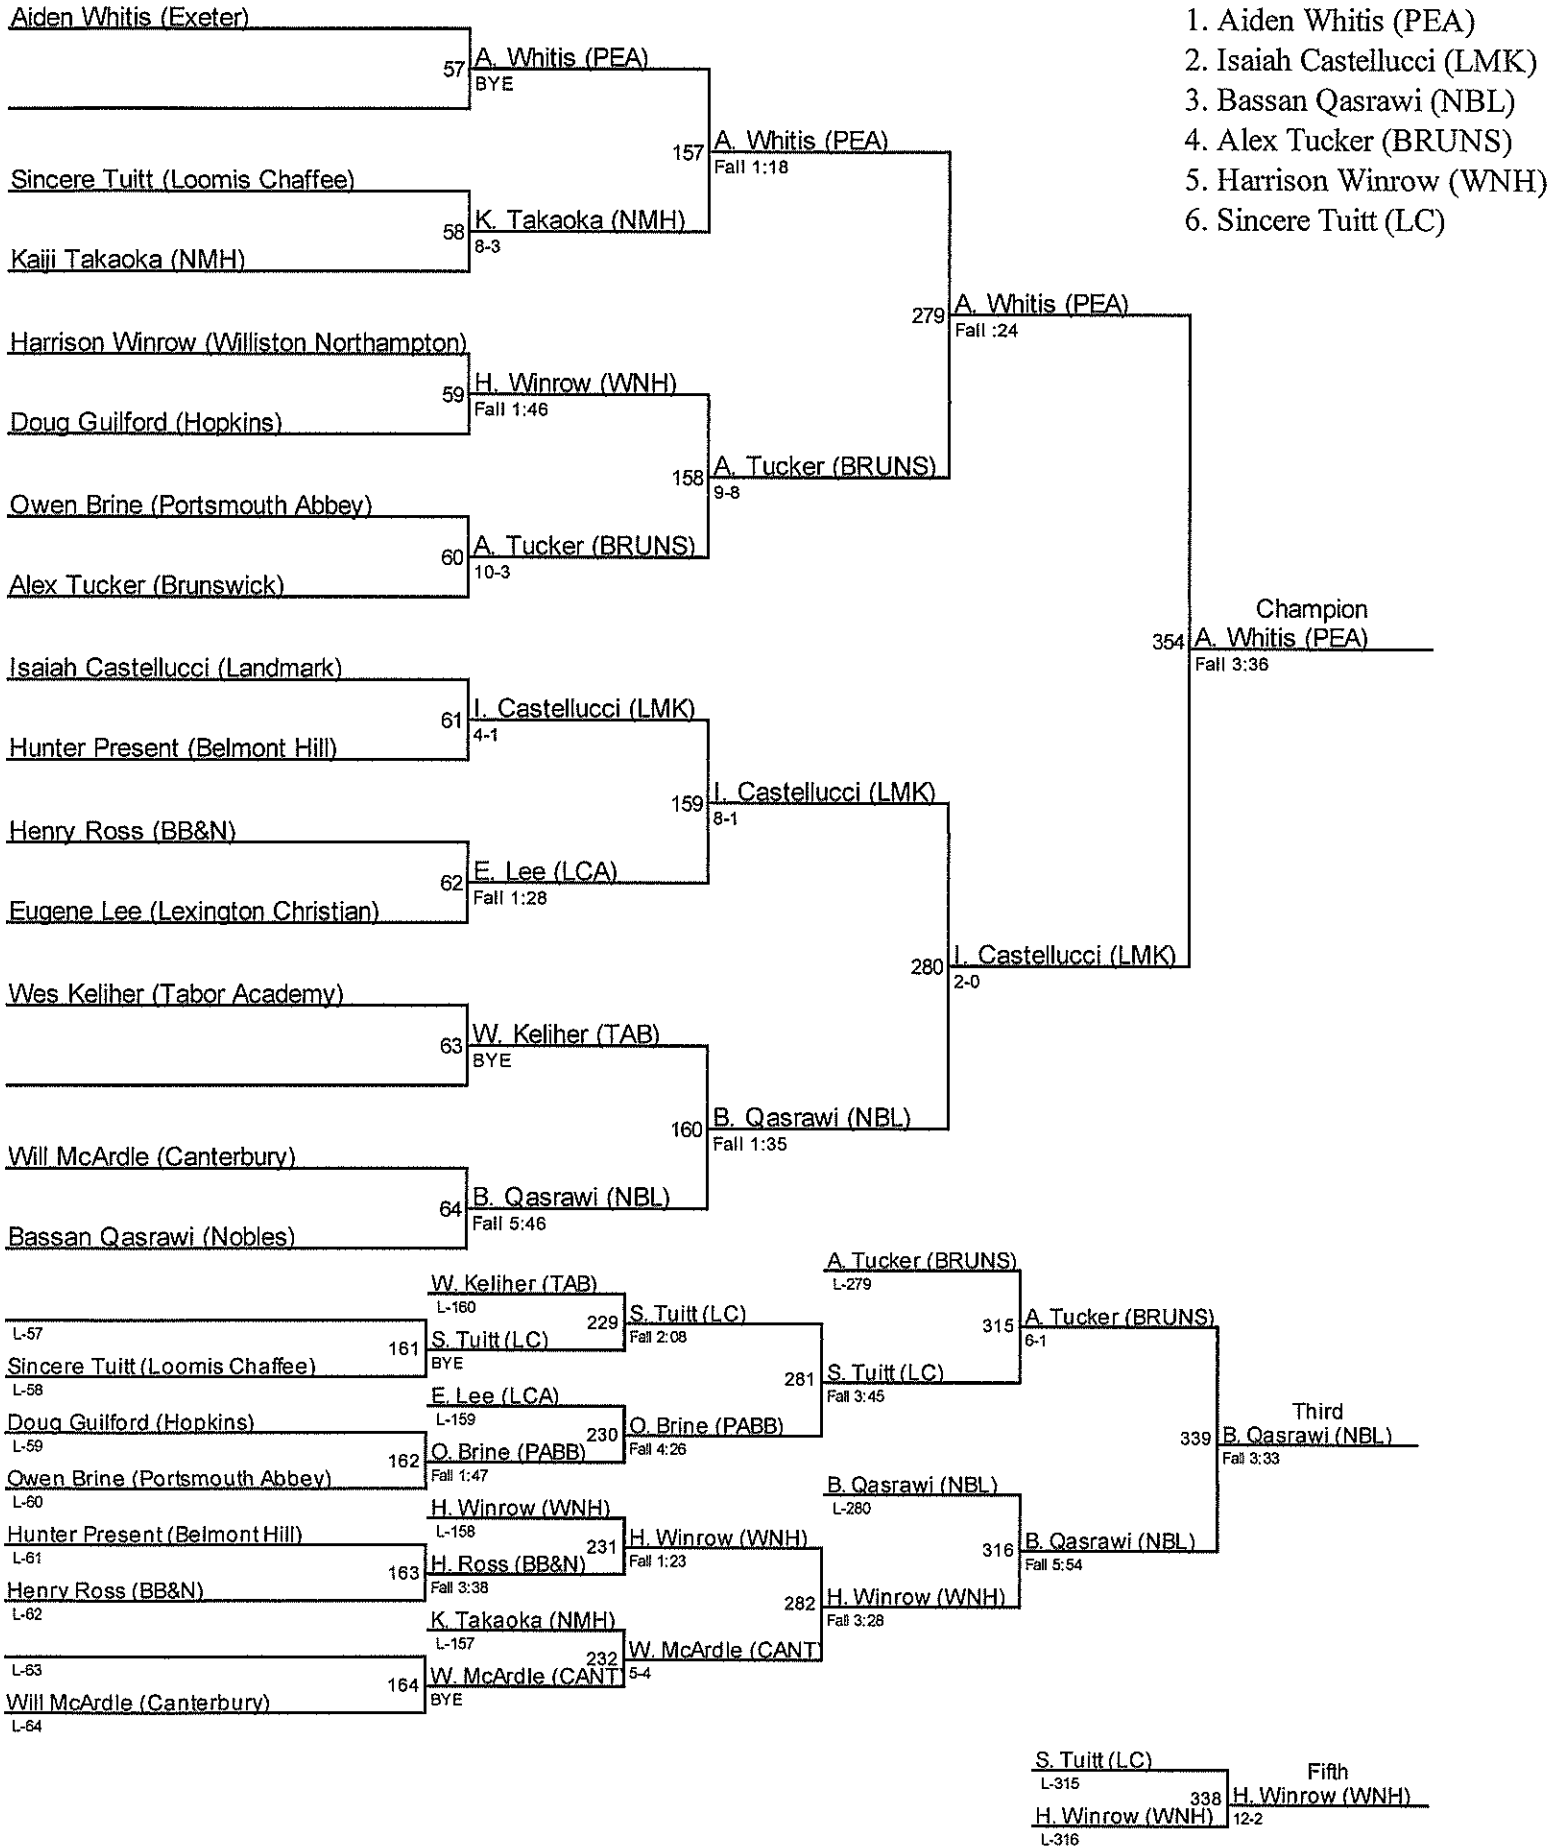 Aiden Whitis (Exeter)
57
A. Whitis (PEA)
BYE
Sincere Tuitt (Loomis Chaffee)
58
K. Takaoka (NMH)
8-3
Kaiji Takaoka (NMH)
157
A. Whitis (PEA)
Fall 1:18
Harrison Winrow (Williston Northampton)
59
H. Winrow (WNH)
Fall 1:46
Doug Guilford (Hopkins)
158
A. Tucker (BRUNS)
9-8
Owen Brine (Portsmouth Abbey)
60
A. Tucker (BRUNS)
10-3
Alex Tucker (Brunswick)
279
A. Whitis (PEA)
Fall :24
Isaiah Castellucci (Landmark)
61
I. Castellucci (LMK)
4-1
Hunter Present (Belmont Hill)
159
I. Castellucci (LMK)
8-1
Henry Ross (BB&N)
62
E. Lee (LCA)
Fall 1:28
Eugene Lee (Lexington Christian)
280
I. Castellucci (LMK)
2-0
Wes Keliher (Tabor Academy)
63
W. Keliher (TAB)
BYE
160
B. Qasrawi (NBL)
Fall 1:35
Will McArdle (Canterbury)
64
B. Qasrawi (NBL)
Fall 5:46
Bassan Qasrawi (Nobles)
Champion
354
A. Whitis (PEA)
Fall 3:36
1. Aiden Whitis (PEA)
2. Isaiah Castellucci (LMK)
3. Bassan Qasrawi (NBL)
4. Alex Tucker (BRUNS)
5. Harrison Winrow (WNH)
6. Sincere Tuitt (LC)
L-57
Sincere Tuitt (Loomis Chaffee)
L-58
161
S. Tuitt (LC)
BYE
W. Keliher (TAB)
L-160
229
S. Tuitt (LC)
Fall 2:08
Doug Guilford (Hopkins)
L-59
Owen Brine (Portsmouth Abbey)
L-60
162
O. Brine (PABB)
Fall 1:47
E. Lee (LCA)
L-159
230
O. Brine (PABB)
Fall 4:26
281
S. Tuitt (LC)
Fall 3:45
A. Tucker (BRUNS)
L-279
315
A. Tucker (BRUNS)
6-1
Hunter Present (Belmont Hill)
L-61
Henry Ross (BB&N)
L-62
163
H. Ross (BB&N)
Fall 3:38
H. Winrow (WNH)
L-158
231
H. Winrow (WNH)
Fall 1:23
L-63
Will McArdle (Canterbury)
L-64
164
W. McArdle (CANT)
BYE
K. Takaoka (NMH)
L-157
232
W. McArdle (CANT)
5-4
282
H. Winrow (WNH)
Fall 3:28
B. Qasrawi (NBL)
L-280
316
B. Qasrawi (NBL)
Fall 5:54
Third
339
B. Qasrawi (NBL)
Fall 3:33
S. Tuitt (LC)
L-315
H. Winrow (WNH)
L-316
Fifth
338
H. Winrow (WNH)
12-2